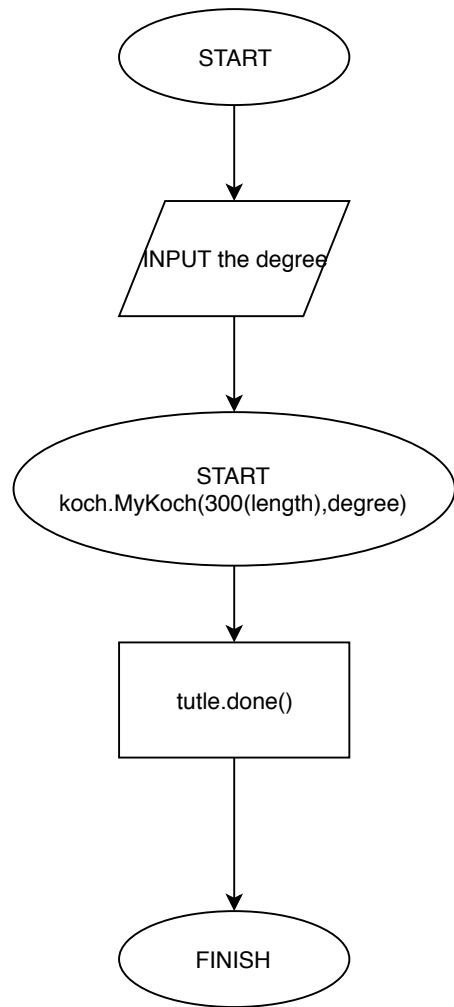 START
INPUT the degree
START
koch.MyKoch(300(length),degree)
tutle.done()
FINISH